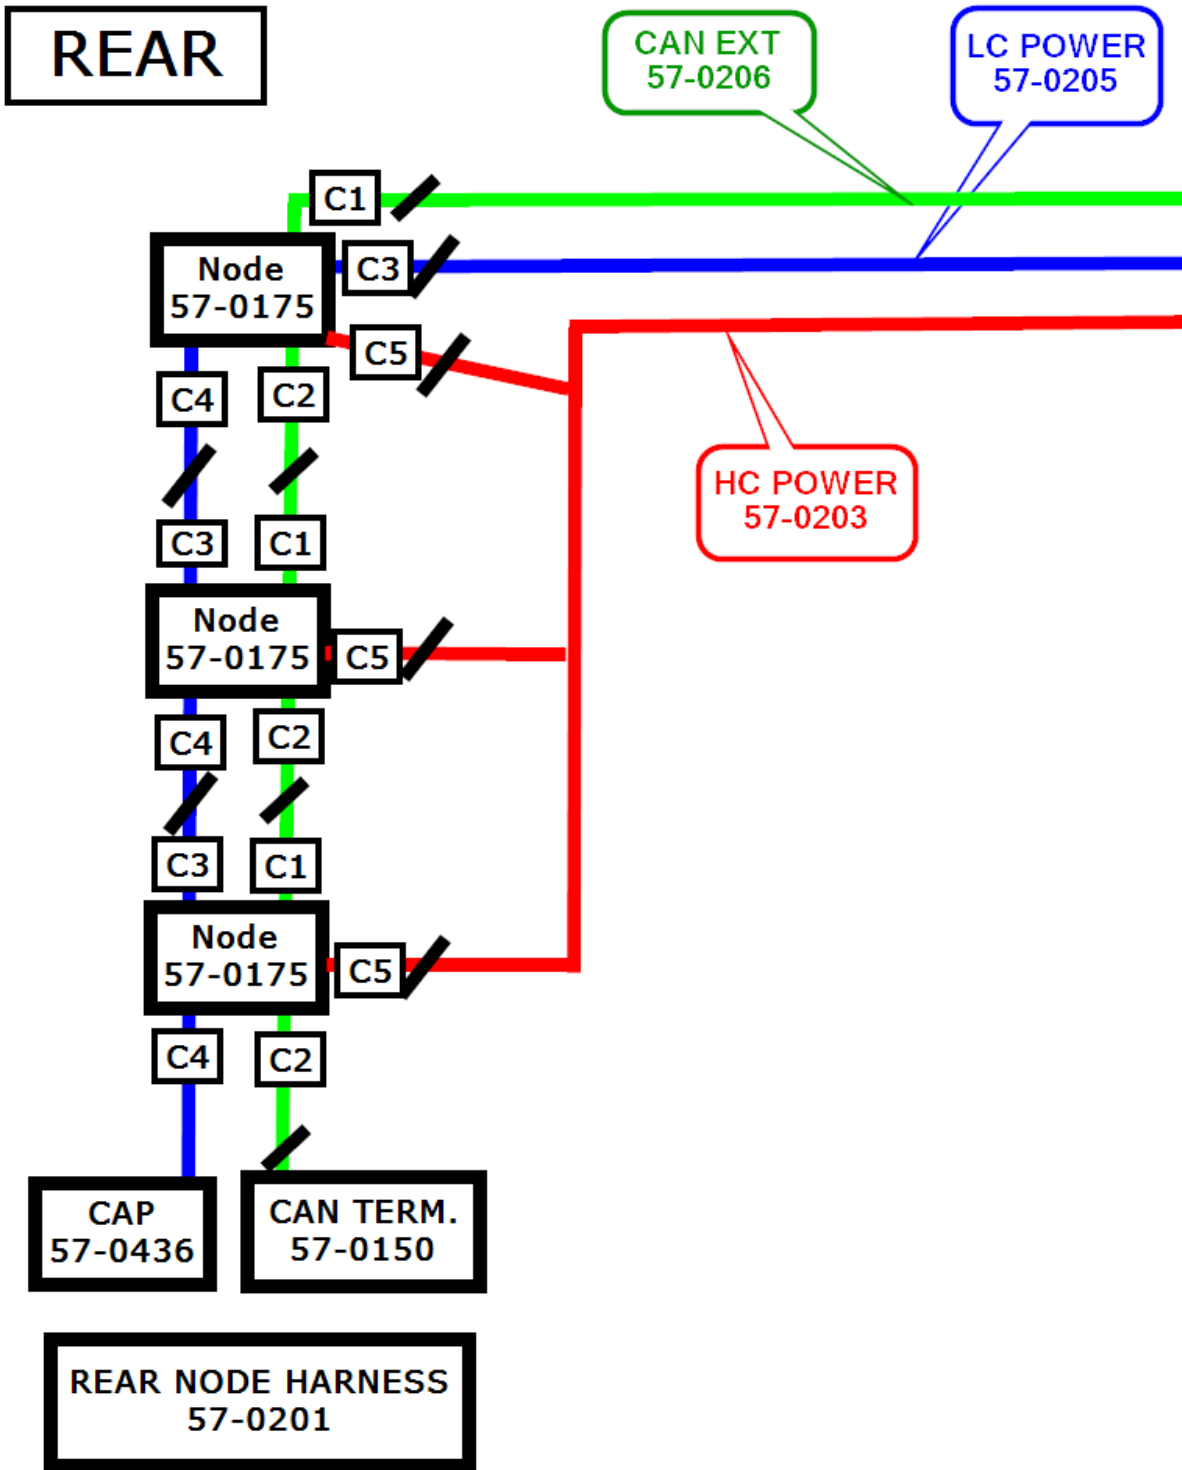 REAR
CAN EXT
57-0206
LC POWER
57-0205
C1
Node
57-0175
C3
C5
C4
C2
HC POWER
57-0203
C3
C1
Node
57-0175
C5
C4
C2
C3
C1
Node
57-0175
C5
C4
C2
CAP
57-0436
CAN TERM.
57-0150
REAR NODE HARNESS
57-0201